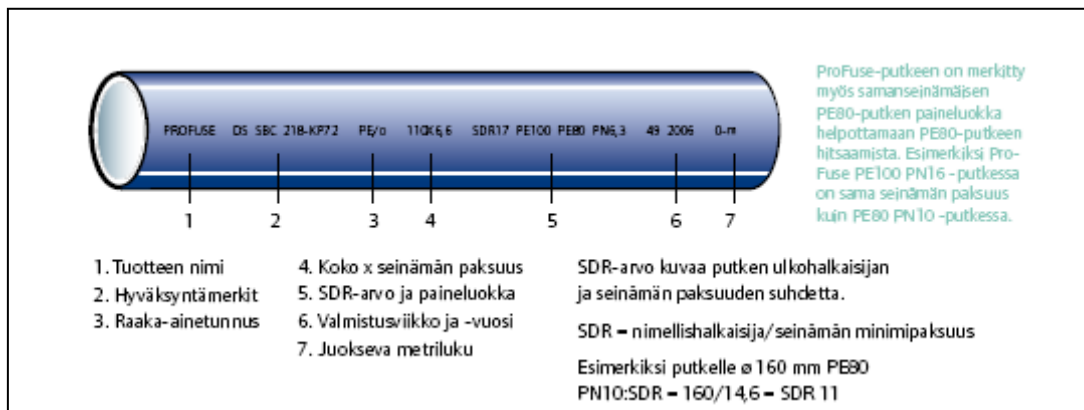 PROFUSE DS SBC 218-KP72 PE/o 110X6,6 SDR17 PE100 PE80 PN6,3 49 2006 0-m
1 2 3 4 5 6 7
ProFuse-putkeen on merkitty
myös samanseinämäisen
PE80-putken paineluokka
helpottamaan PE80-putkeen
hitsaamista. Esimerkiksi Pro-
Fuse PE100 PN16 -putkessa
on sama seinämän paksuus
kuin PE80 PN10 -putkessa.
1. Tuotteen nimi
2. Hyväksyntämerkit
3. Raaka-ainetunnus
4. Koko x seinämän paksuus
5. SDR-arvo ja paineluokka
6. Valmistusviikko ja -vuosi
7. Juokseva metriluku
SDR-arvo kuvaa putken ulkohalkaisijan
ja seinämän paksuuden suhdetta.
SDR = nimellishalkaisija/seinämän minimipaksuus
Esimerkiksi putkelle ø 160 mm PE80
PN10:SDR = 160/14,6 = SDR 11